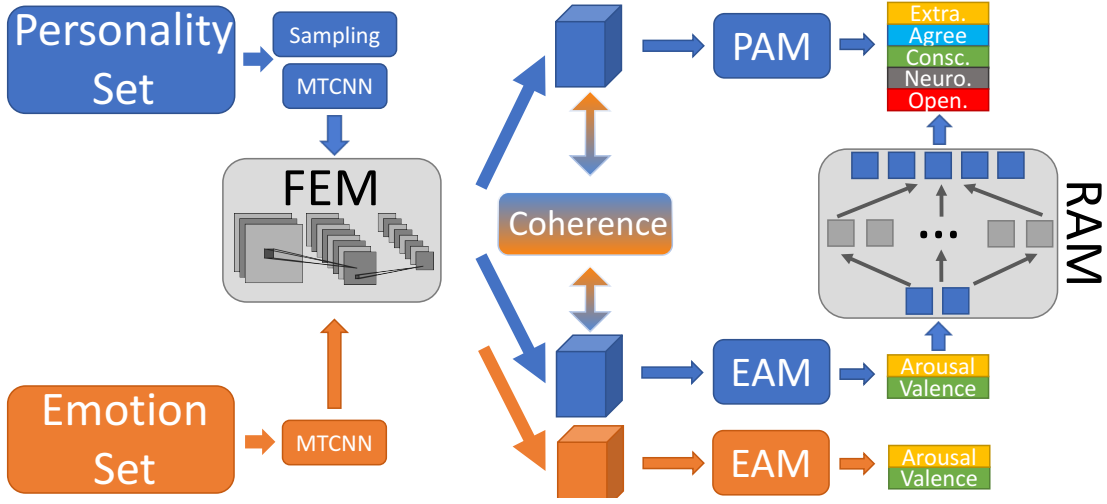 Personality
Set
Sampling
MTCNN
FEM
Emotion
Set
MTCNN
Coherence
PAM
Extra.
Agree
Consc.
Neuro.
Open.
RAM
...
EAM
Arousal
Valence
EAM
Arousal
Valence